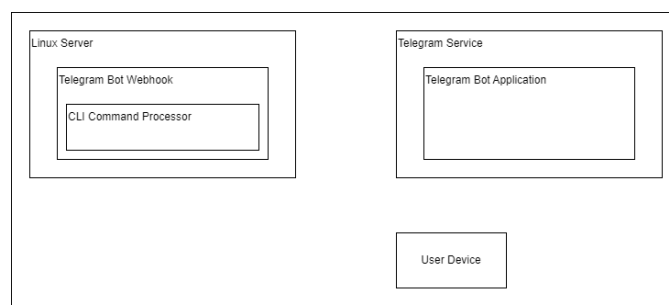 Linux Server
Telegram Bot Webhook
CLI Command Processor
Telegram Service
Telegram Bot Application
User Device